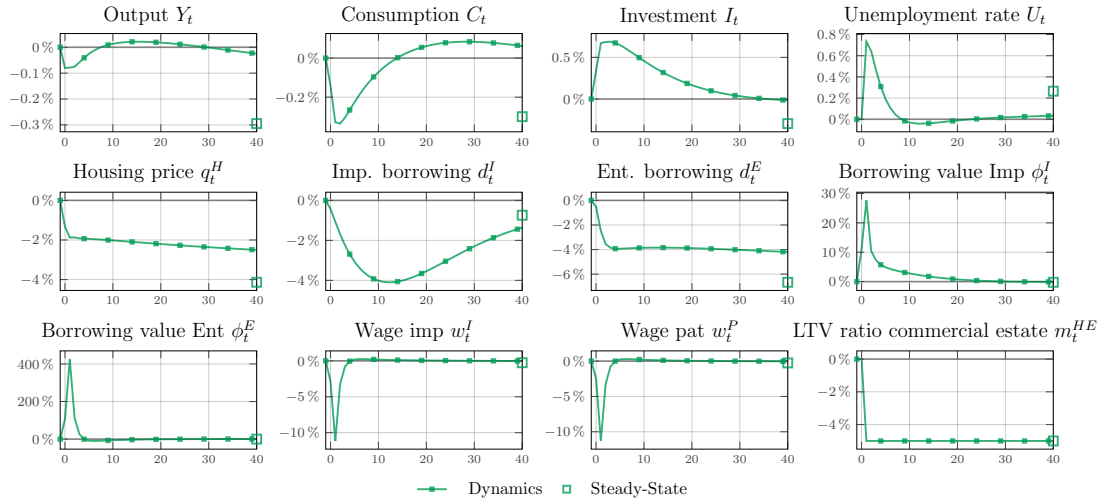 Output Y_t Consumption C_t Investment I_t Unemployment rate U_t
0 % 0 % 0.5 % 0.8 %
−0.1 % −0.2 % 0 % 0.6 %
−0.2 % 0.4 %
−0.3 % 0.2 %
0 %
0 10 20 30 40 0 10 20 30 40 0 10 20 30 40 0 10 20 30 40
Housing price q_t^H Imp. borrowing d_t^I Ent. borrowing d_t^E Borrowing value Imp ϕ_t^I
0 % 0 % 0 % 30 %
−2 % −2 % −2 % 20 %
−4 % −4 % −4 % 10 %
−6 % 0 %
0 10 20 30 40 0 10 20 30 40 0 10 20 30 40 0 10 20 30 40
Borrowing value Ent ϕ_t^E Wage imp w_t^I Wage pat w_t^P LTV ratio commercial estate m_t^{HE}
400 % 0 % 0 % 0 %
200 % −5 % −5 % −2 %
0 % −10 % −10 % −4 %
0 10 20 30 40 0 10 20 30 40 0 10 20 30 40 0 10 20 30 40
Dynamics Steady-State